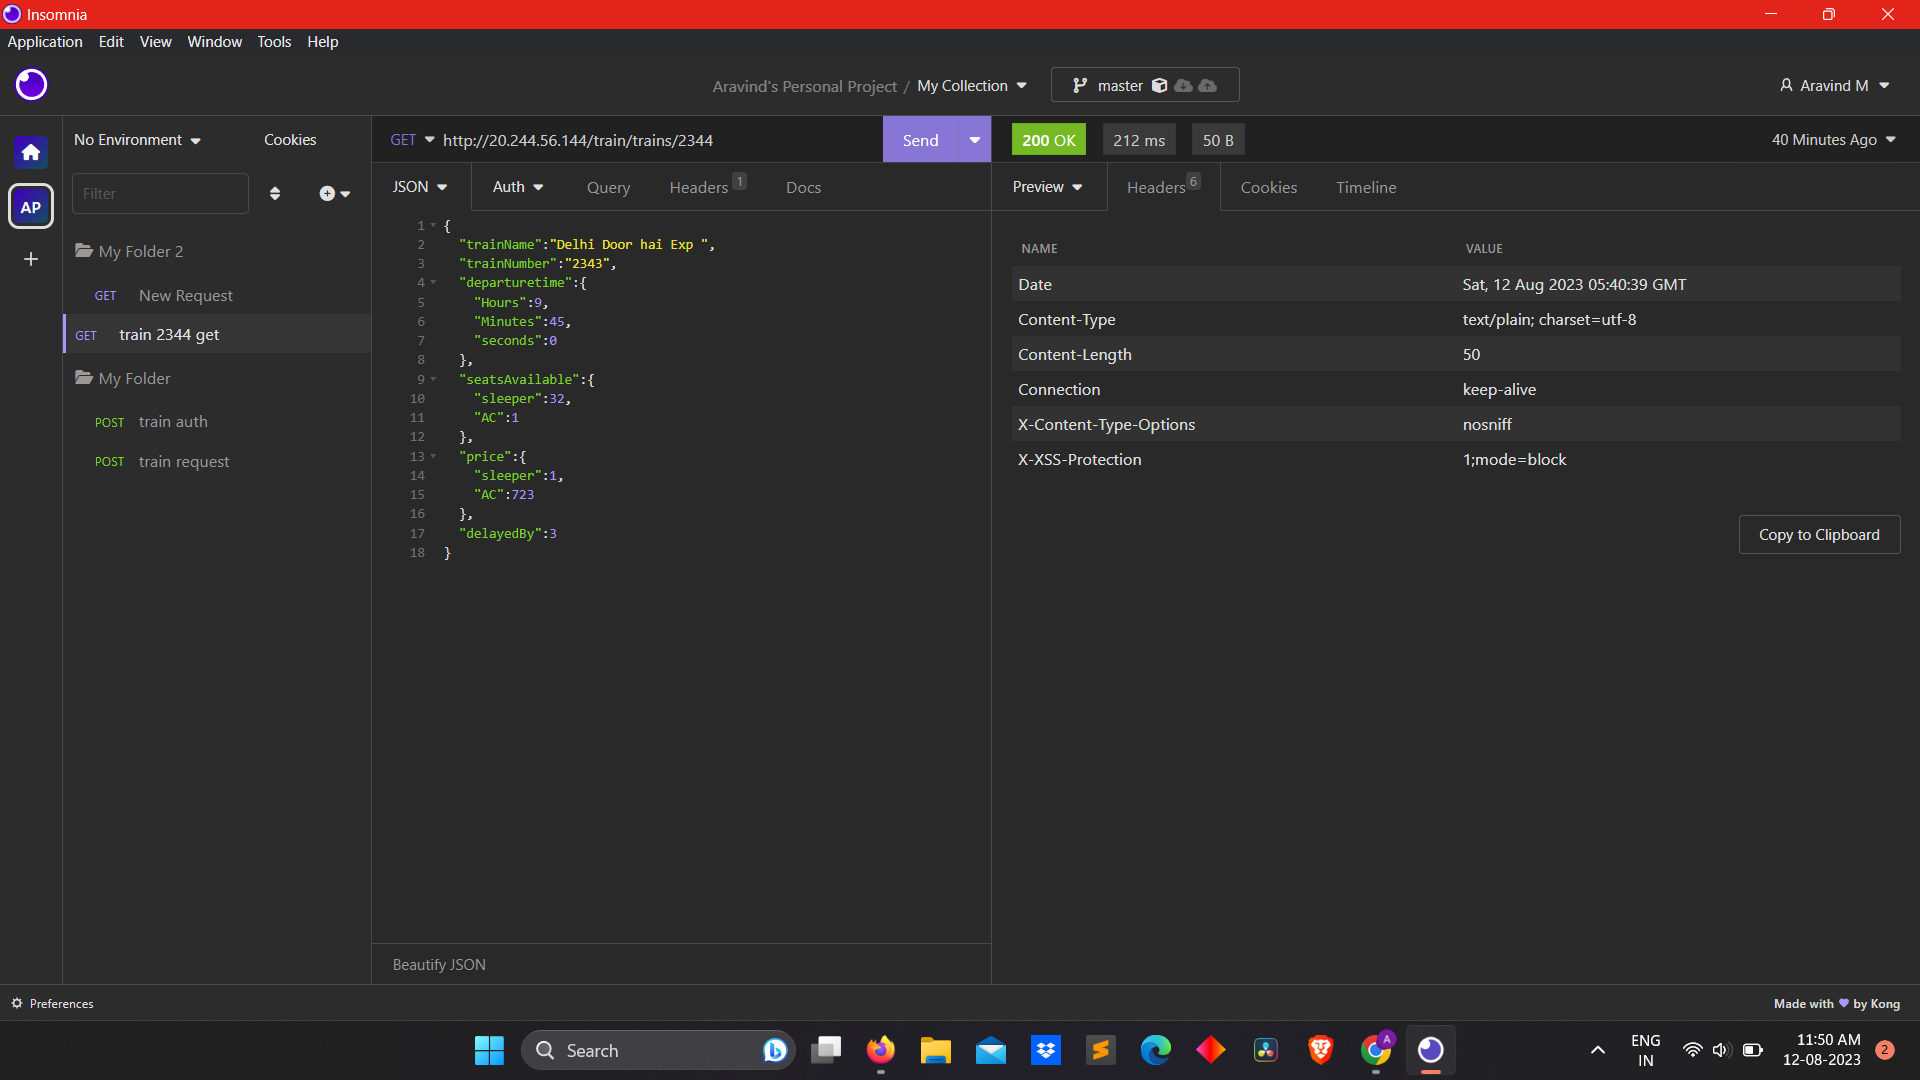 Insomnia
Application Edit View Window Tools Help
Aravind's Personal Project / My Collection
master
Aravind M
No Environment
Cookies
GET http://20.244.56.144/train/trains/2344
Send
200 OK
212 ms
50 B
40 Minutes Ago
AP
Filter
JSON
Auth
Query
Headers 1
Docs
Preview
Headers 6
Cookies
Timeline
My Folder 2
GET New Request
GET train 2344 get
My Folder
POST train auth
POST train request
1 {
2 "trainName":"Delhi Door hai Exp ",
3 "trainNumber":"2343",
4 "departuretime":{
5 "Hours":9,
6 "Minutes":45,
7 "seconds":0
8 },
9 "seatsAvailable":{
10 "sleeper":32,
11 "AC":1
12 },
13 "price":{
14 "sleeper":1,
15 "AC":723
16 },
17 "delayedBy":3
18 }
NAME VALUE
Date Sat, 12 Aug 2023 05:40:39 GMT
Content-Type text/plain; charset=utf-8
Content-Length 50
Connection keep-alive
X-Content-Type-Options nosniff
X-XSS-Protection 1;mode=block
Copy to Clipboard
Beautify JSON
Preferences
Made with by Kong
Search
A
ENG
IN
11:50 AM
12-08-2023
2